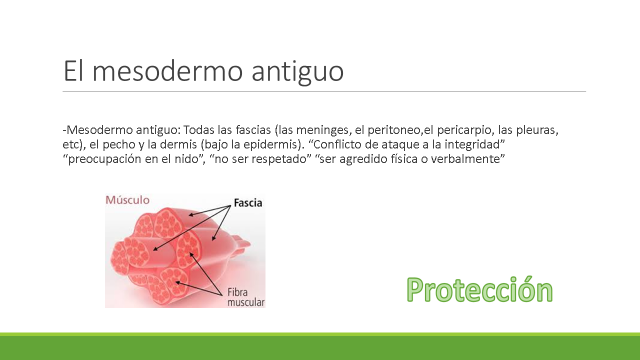 El mesodermo antiguo
-Mesodermo antiguo: Todas las fascias (las meninges, el peritoneo,el pericarpio, las pleuras,
etc), el pecho y la dermis (bajo la epidermis). “Conflicto de ataque a la integridad”
“preocupación en el nido”, “no ser respetado” “ser agredido física o verbalmente”
Músculo
Fascia
Fibra
muscular
Protección